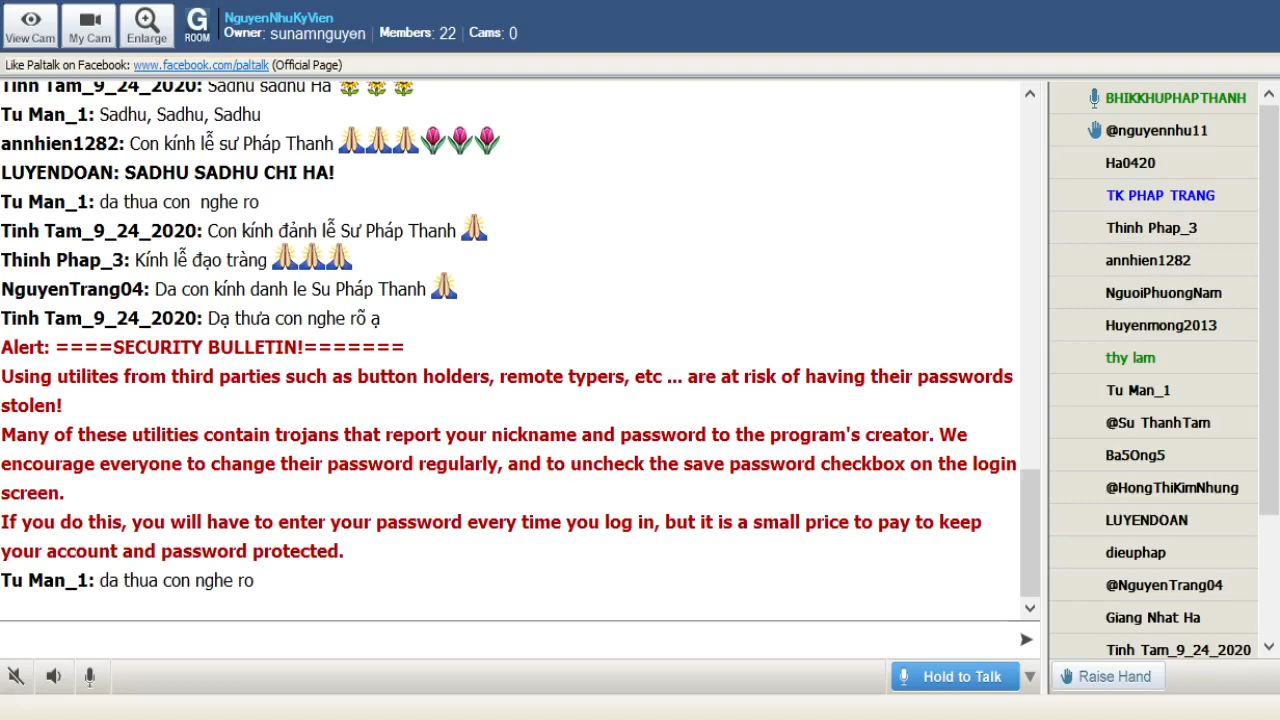 View Cam
My Cam
Enlarge
G
ROOM
NguyenNhuKyVien
Owner: sunamnguyen Members: 22 Cams: 0
Like Paltalk on Facebook: www.facebook.com/paltalk (Official Page)
Tinh Tam_9_24_2020: Sadhu sadhu Ha
Tu Man_1: Sadhu, Sadhu, Sadhu
annhien1282: Con kính lễ sư Pháp Thanh
LUYENDOAN: SADHU SADHU CHI HA!
Tu Man_1: da thua con nghe ro
Tinh Tam_9_24_2020: Con kính đảnh lễ Sư Pháp Thanh
Thinh Phap_3: Kính lễ đạo tràng
NguyenTrang04: Da con kính danh le Su Pháp Thanh
Tinh Tam_9_24_2020: Dạ thưa con nghe rõ ạ
Alert: ====SECURITY BULLETIN!=======
Using utilites from third parties such as button holders, remote typers, etc ... are at risk of having their passwords
stolen!
Many of these utilities contain trojans that report your nickname and password to the program's creator. We
encourage everyone to change their password regularly, and to uncheck the save password checkbox on the login
screen.
If you do this, you will have to enter your password every time you log in, but it is a small price to pay to keep
your account and password protected.
Tu Man_1: da thua con nghe ro
BHIKKHUPHAPTHANH
@nguyennhu11
Ha0420
TK PHAP TRANG
Thinh Phap_3
annhien1282
NguoiPhuongNam
Huyenmong2013
thy lam
Tu Man_1
@Su ThanhTam
Ba5Ong5
@HongThiKimNhung
LUYENDOAN
dieuphap
@NguyenTrang04
Giang Nhat Ha
Tinh Tam_9_24_2020
Hold to Talk
Raise Hand